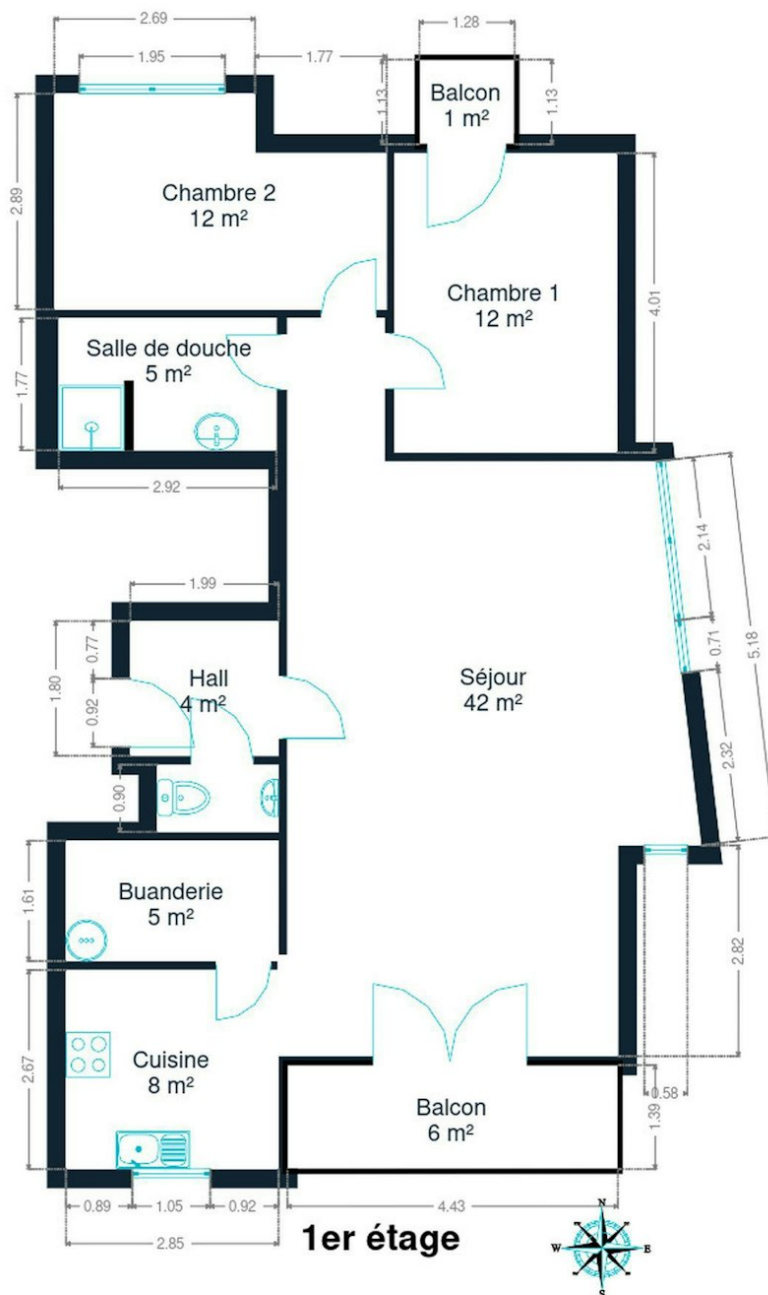 2.69
1.28
1.95
1.77
1.13
Balcon
1 m²
1.13
2.89
Chambre 2
12 m²
Chambre 1
12 m²
4.01
Salle de douche
5 m²
1.77
2.92
2.14
5.18
1.99
0.71
0.77
1.80
Hall
4 m²
Séjour
42 m²
0.92
2.32
0.90
Buanderie
5 m²
1.61
2.82
Cuisine
8 m²
2.67
0.58
Balcon
6 m²
1.39
0.89
1.05
0.92
4.43
2.85
1er étage
N
W
E
S